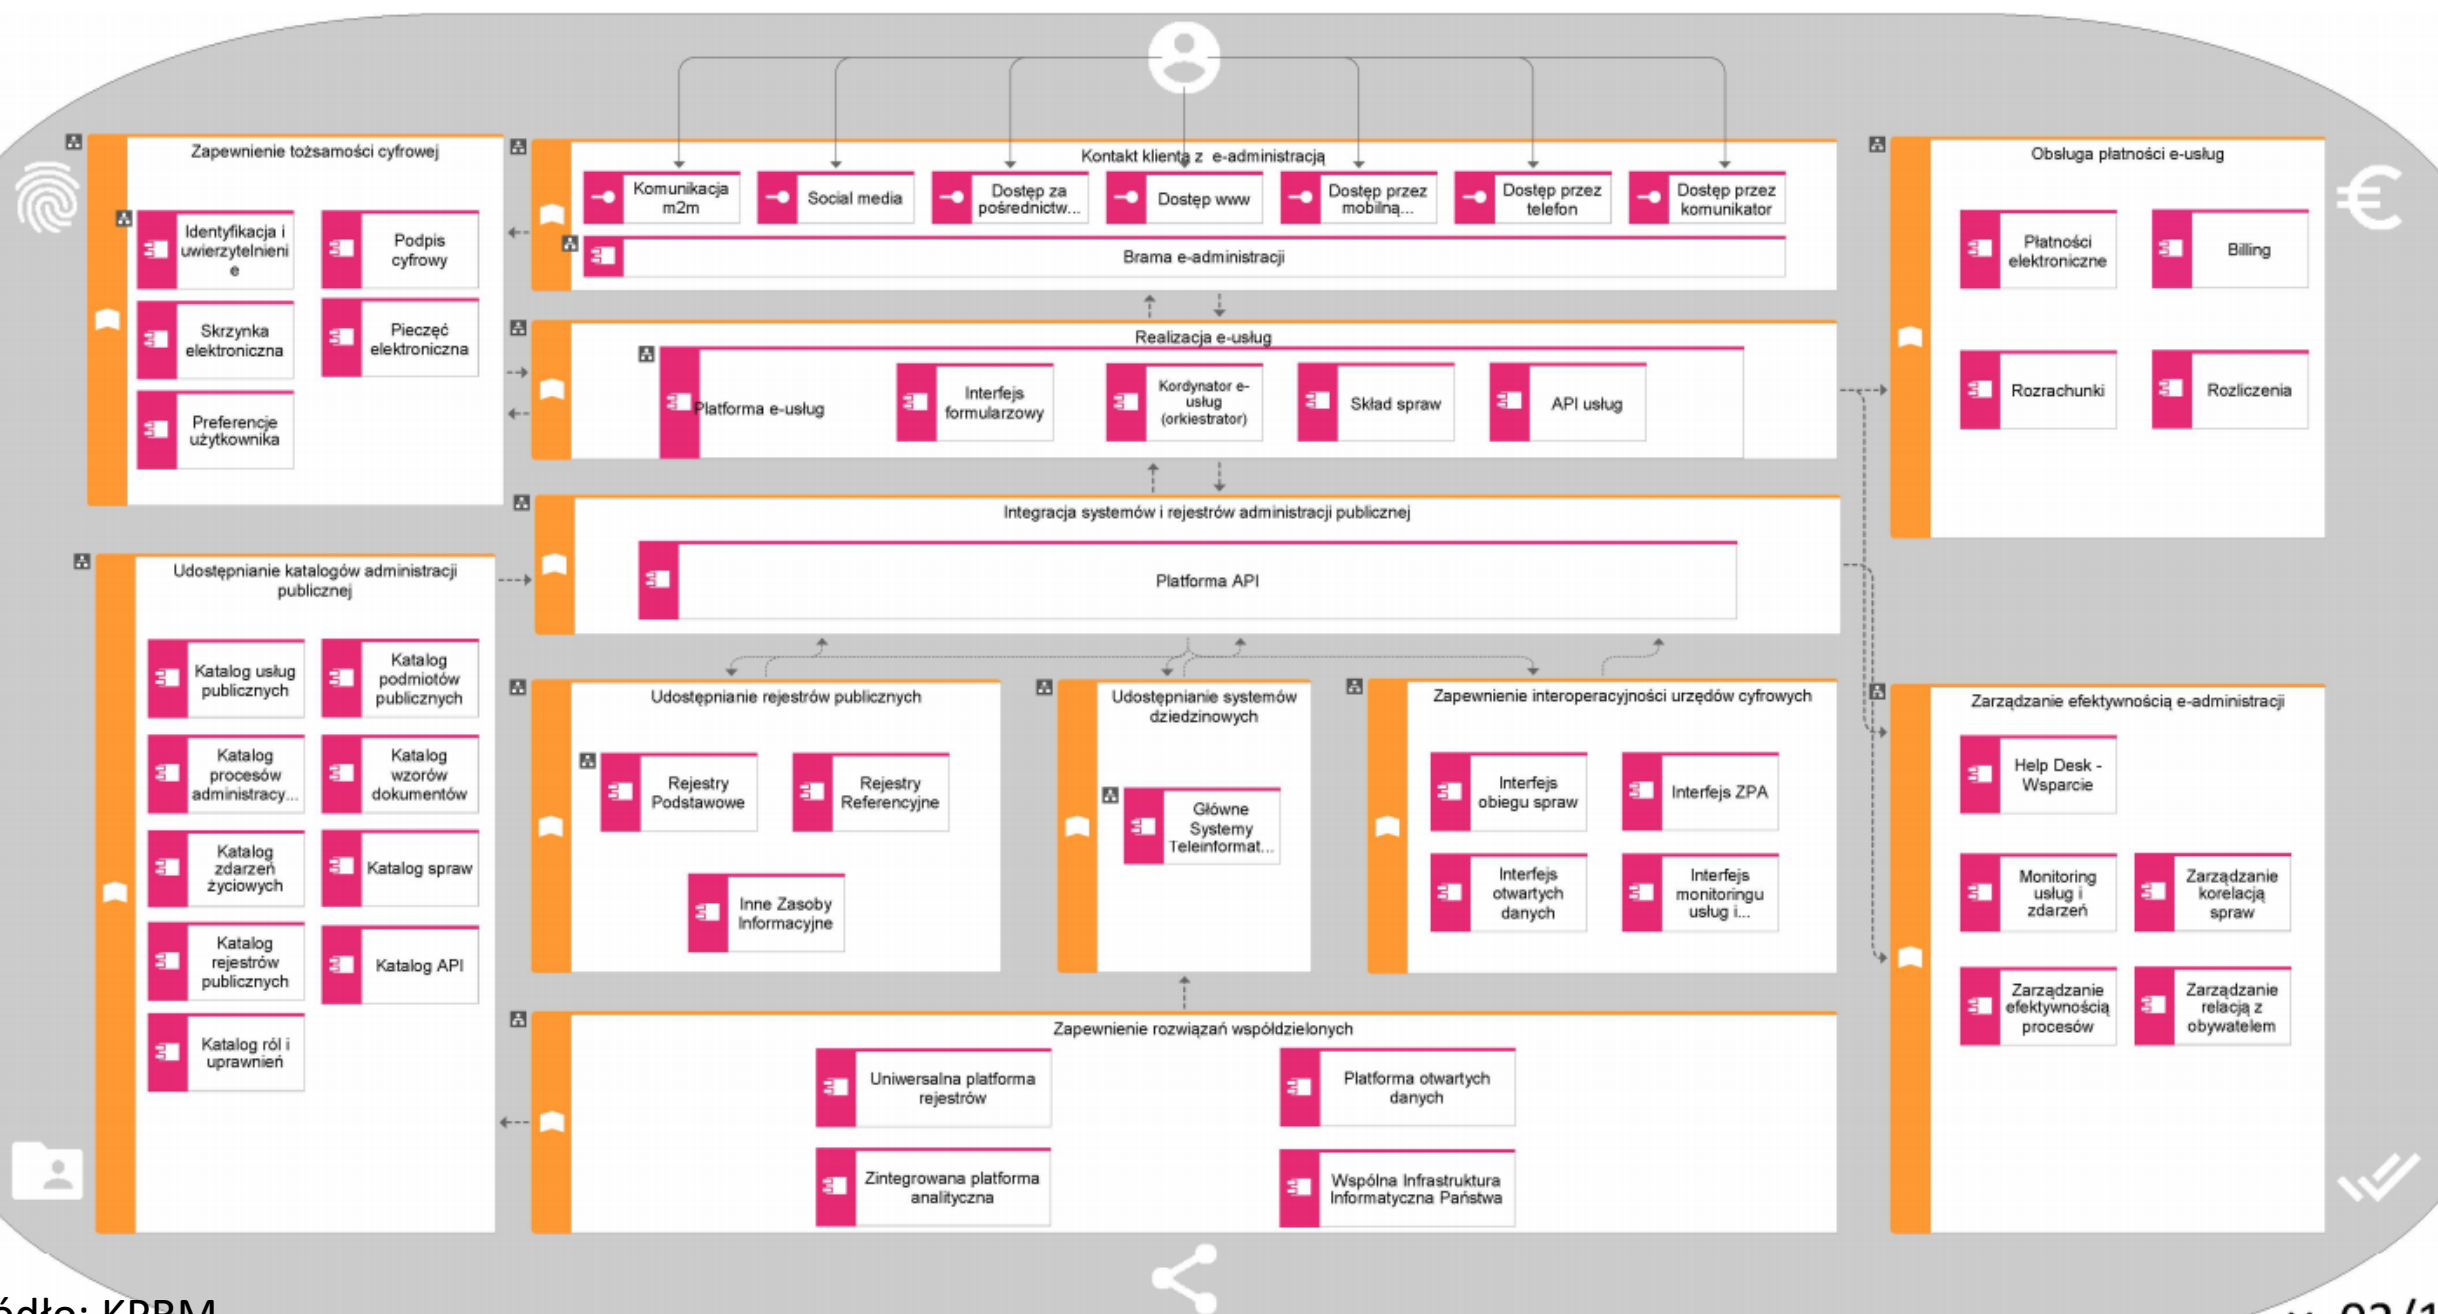 Zapewnienie tożsamości cyfrowej
Identyfikacja i
uwierzytelnieni
e
Podpis
cyfrowy
Skrzynka
elektroniczna
Pieczęć
elektroniczna
Preferencje
użytkownika
Kontakt klienta z e-administracją
Komunikacja
m2m
Social media
Dostęp za
pośrednictw...
Dostęp www
Dostęp przez
mobilną...
Dostęp przez
telefon
Dostęp przez
komunikator
Brama e-administracji
Obsługa płatności e-usług
Płatności
elektroniczne
Billing
Rozrachunki
Rozliczenia
Realizacja e-usług
Platforma e-usług
Interfejs
formularzowy
Kordynator e-
usług
(orkiestrator)
Skład spraw
API usług
Integracja systemów i rejestrów administracji publicznej
Platforma API
Udostępnianie katalogów administracji
publicznej
Katalog usług
publicznych
Katalog
podmiotów
publicznych
Katalog
procesów
administracy...
Katalog
wzorów
dokumentów
Katalog
zdarzeń
życiowych
Katalog spraw
Katalog
rejestrów
publicznych
Katalog API
Katalog ról i
uprawnień
Udostępnianie rejestrów publicznych
Rejestry
Podstawowe
Rejestry
Referencyjne
Inne Zasoby
Informacyjne
Udostępnianie systemów
dziedzinowych
Główne
Systemy
Teleinformat...
Zapewnienie interoperacyjności urzędów cyfrowych
Interfejs
obiegu spraw
Interfejs ZPA
Interfejs
otwartych
danych
Interfejs
monitoringu
usług i...
Zarządzanie efektywnością e-administracji
Help Desk -
Wsparcie
Monitoring
usług i
zdarzeń
Zarządzanie
korelacją
spraw
Zarządzanie
efektywnością
procesów
Zarządzanie
relacją z
obywatelem
Zapewnienie rozwiązań współdzielonych
Uniwersalna platforma
rejestrów
Platforma otwartych
danych
Zintegrowana platforma
analityczna
Wspólna Infrastruktura
Informatyczna Państwa